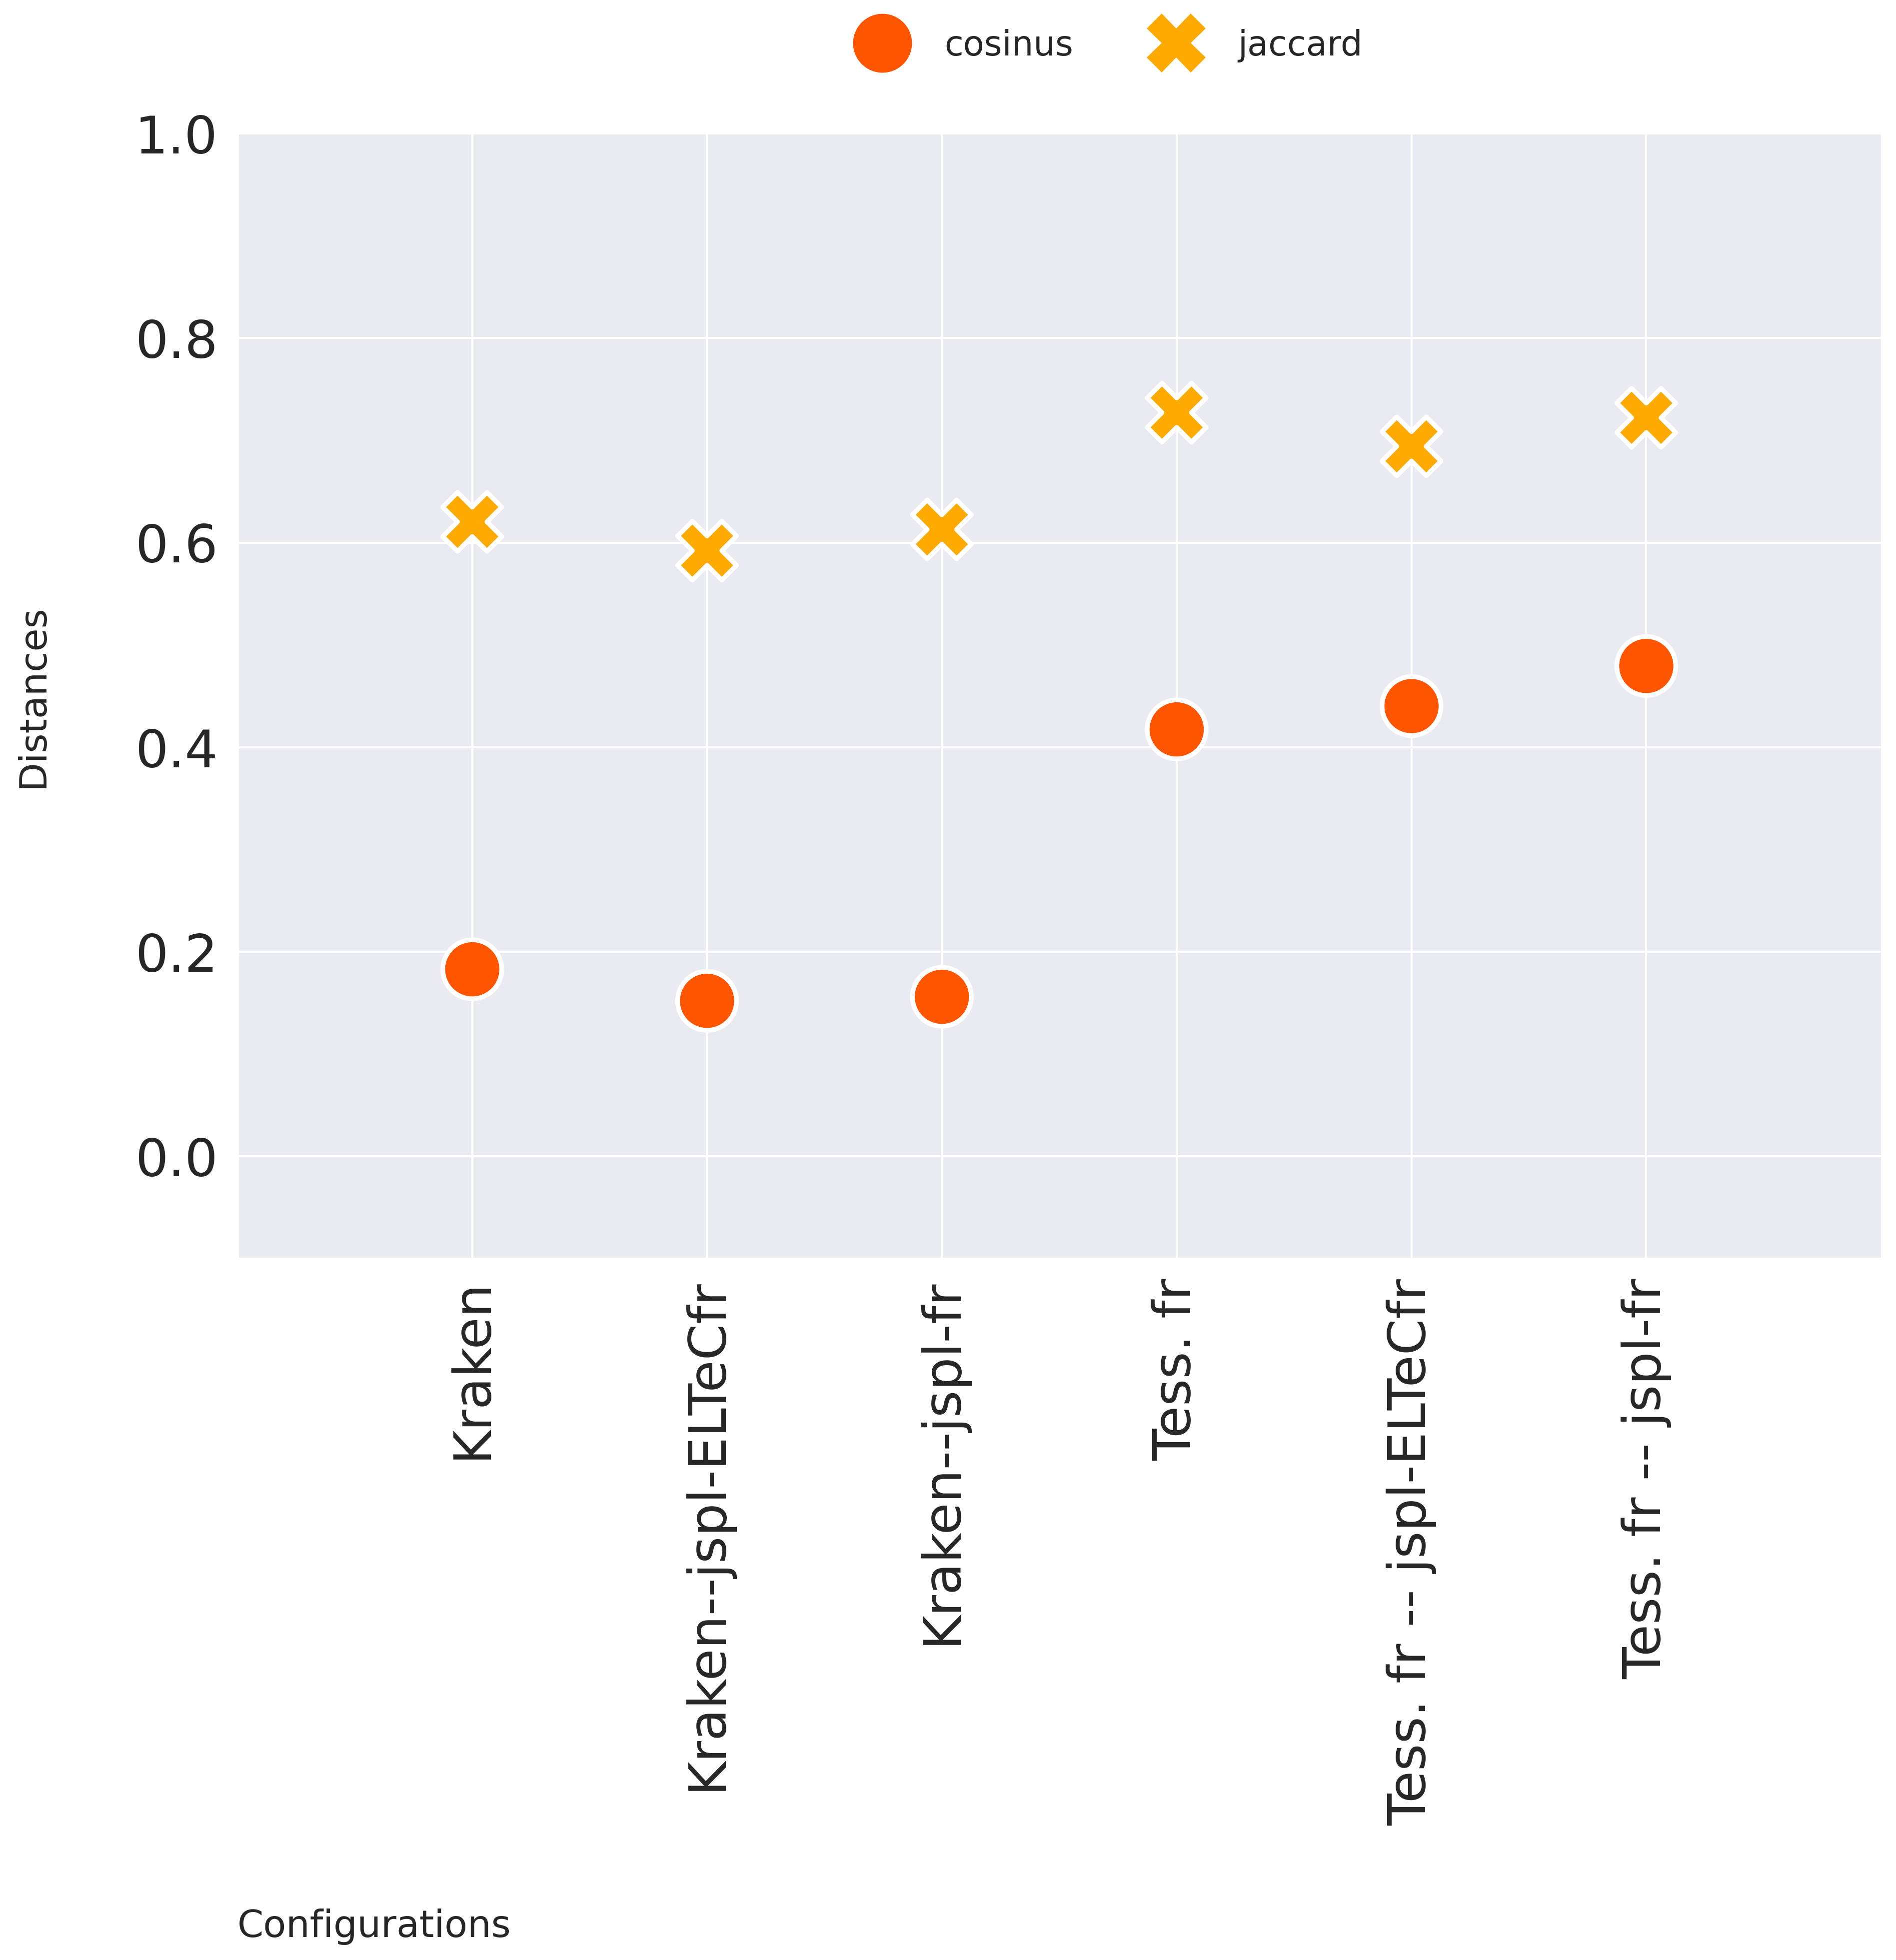 cosinus jaccard
1.0
0.8
0.6
0.4
0.2
0.0
Distances
Kraken
Kraken--jspl-ELTeCfr
Kraken--jspl-fr
Tess. fr
Tess. fr -- jspl-ELTeCfr
Tess. fr -- jspl-fr
Configurations